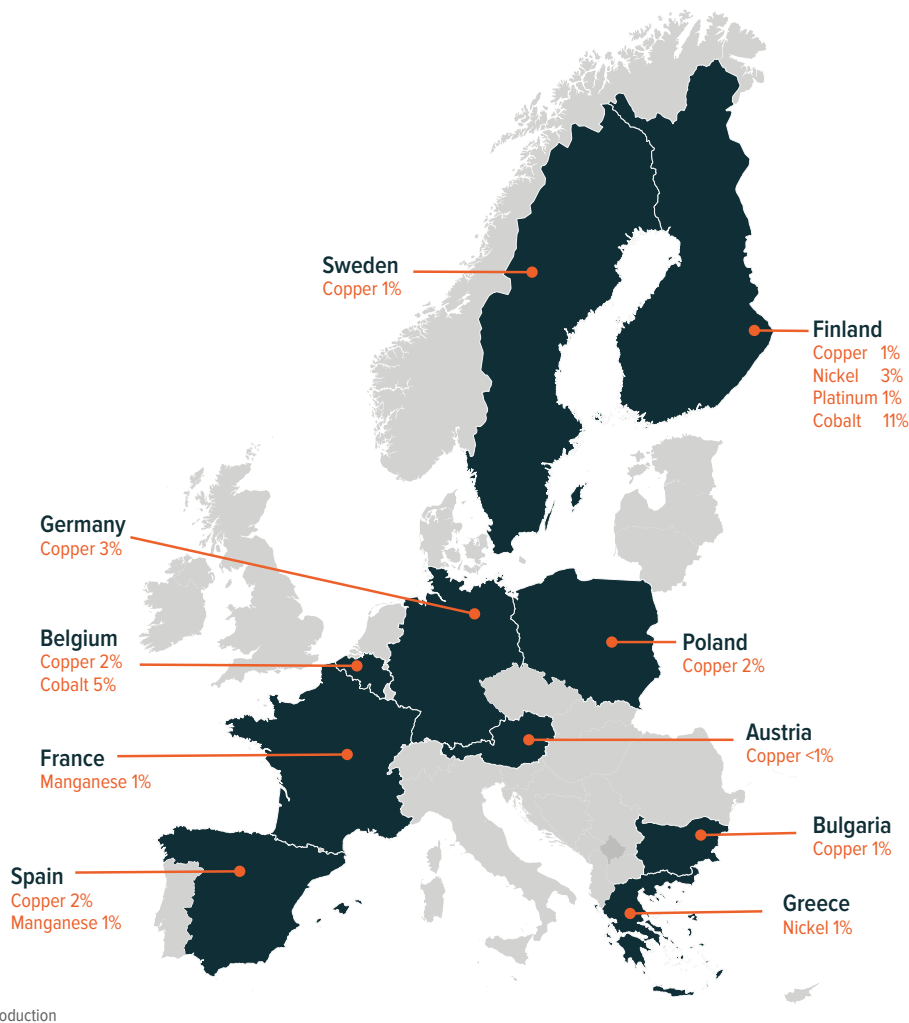 Sweden
Copper 1%
Finland
Copper 1%
Nickel 3%
Platinum 1%
Cobalt 11%
Germany
Copper 3%
Belgium
Copper 2%
Cobalt 5%
Poland
Copper 2%
Austria
Copper <1%
France
Manganese 1%
Bulgaria
Copper 1%
Spain
Copper 2%
Manganese 1%
Greece
Nickel 1%
oduction